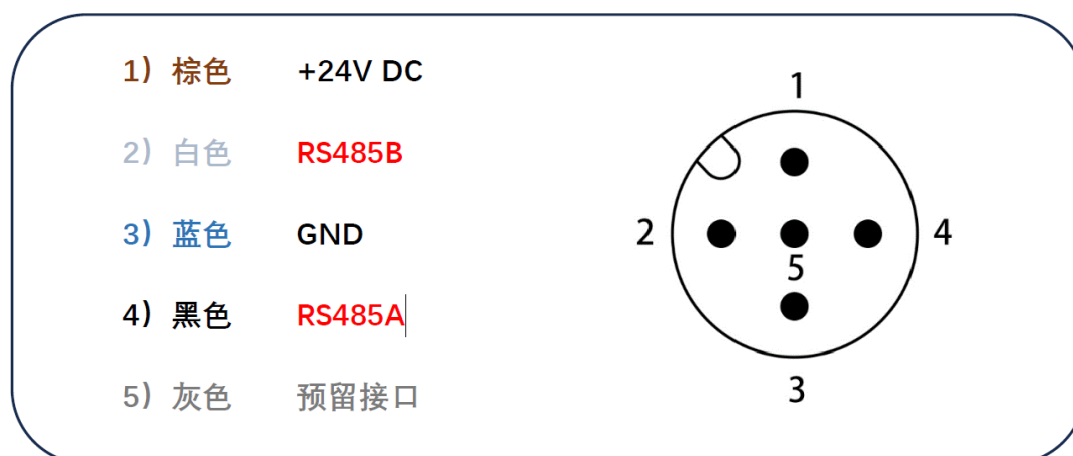 1）棕色 +24V DC
2）白色 RS485B
3）蓝色 GND
4）黑色 RS485A
5）灰色 预留接口
1
2
4
5
3